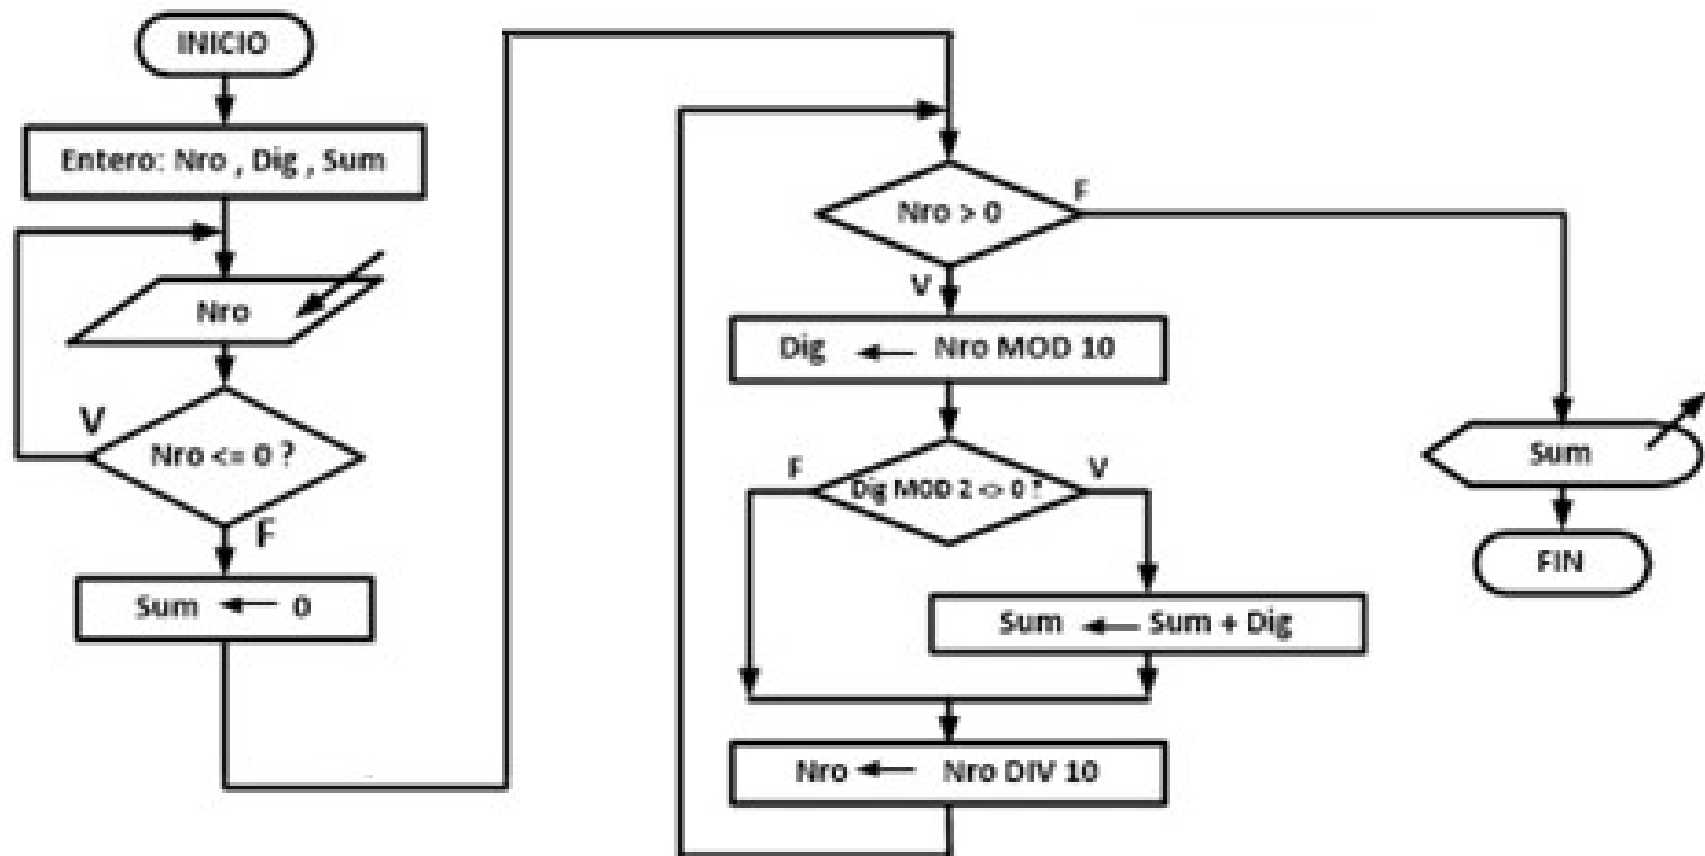 INICIO
Entero: Nro , Dig , Sum
Nro
V
Nro <= 0 ?
F
Sum ← 0
Nro > 0
F
V
Dig ← Nro MOD 10
F
Dig MOD 2 <> 0 ?
V
Sum ← Sum + Dig
Nro ← Nro DIV 10
Sum
FIN